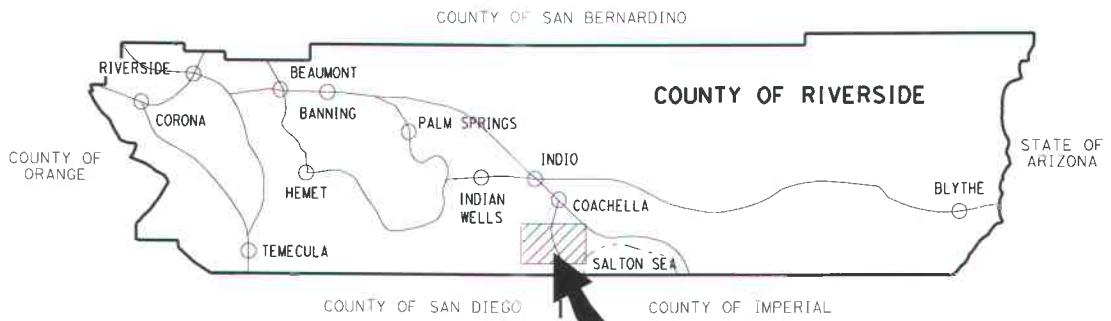 COUNTY OF SAN BERNARDINO
RIVERSIDE
BEAUMONT
COUNTY OF RIVERSIDE
CORONA
BANNING
PALM SPRINGS
COUNTY OF
ORANGE
STATE OF
ARIZONA
INDIO
HEMET
INDIAN
WELLS
BLYTHE
COACHELLA
TEMECULA
SALTON SEA
COUNTY OF SAN DIEGO
COUNTY OF IMPERIAL